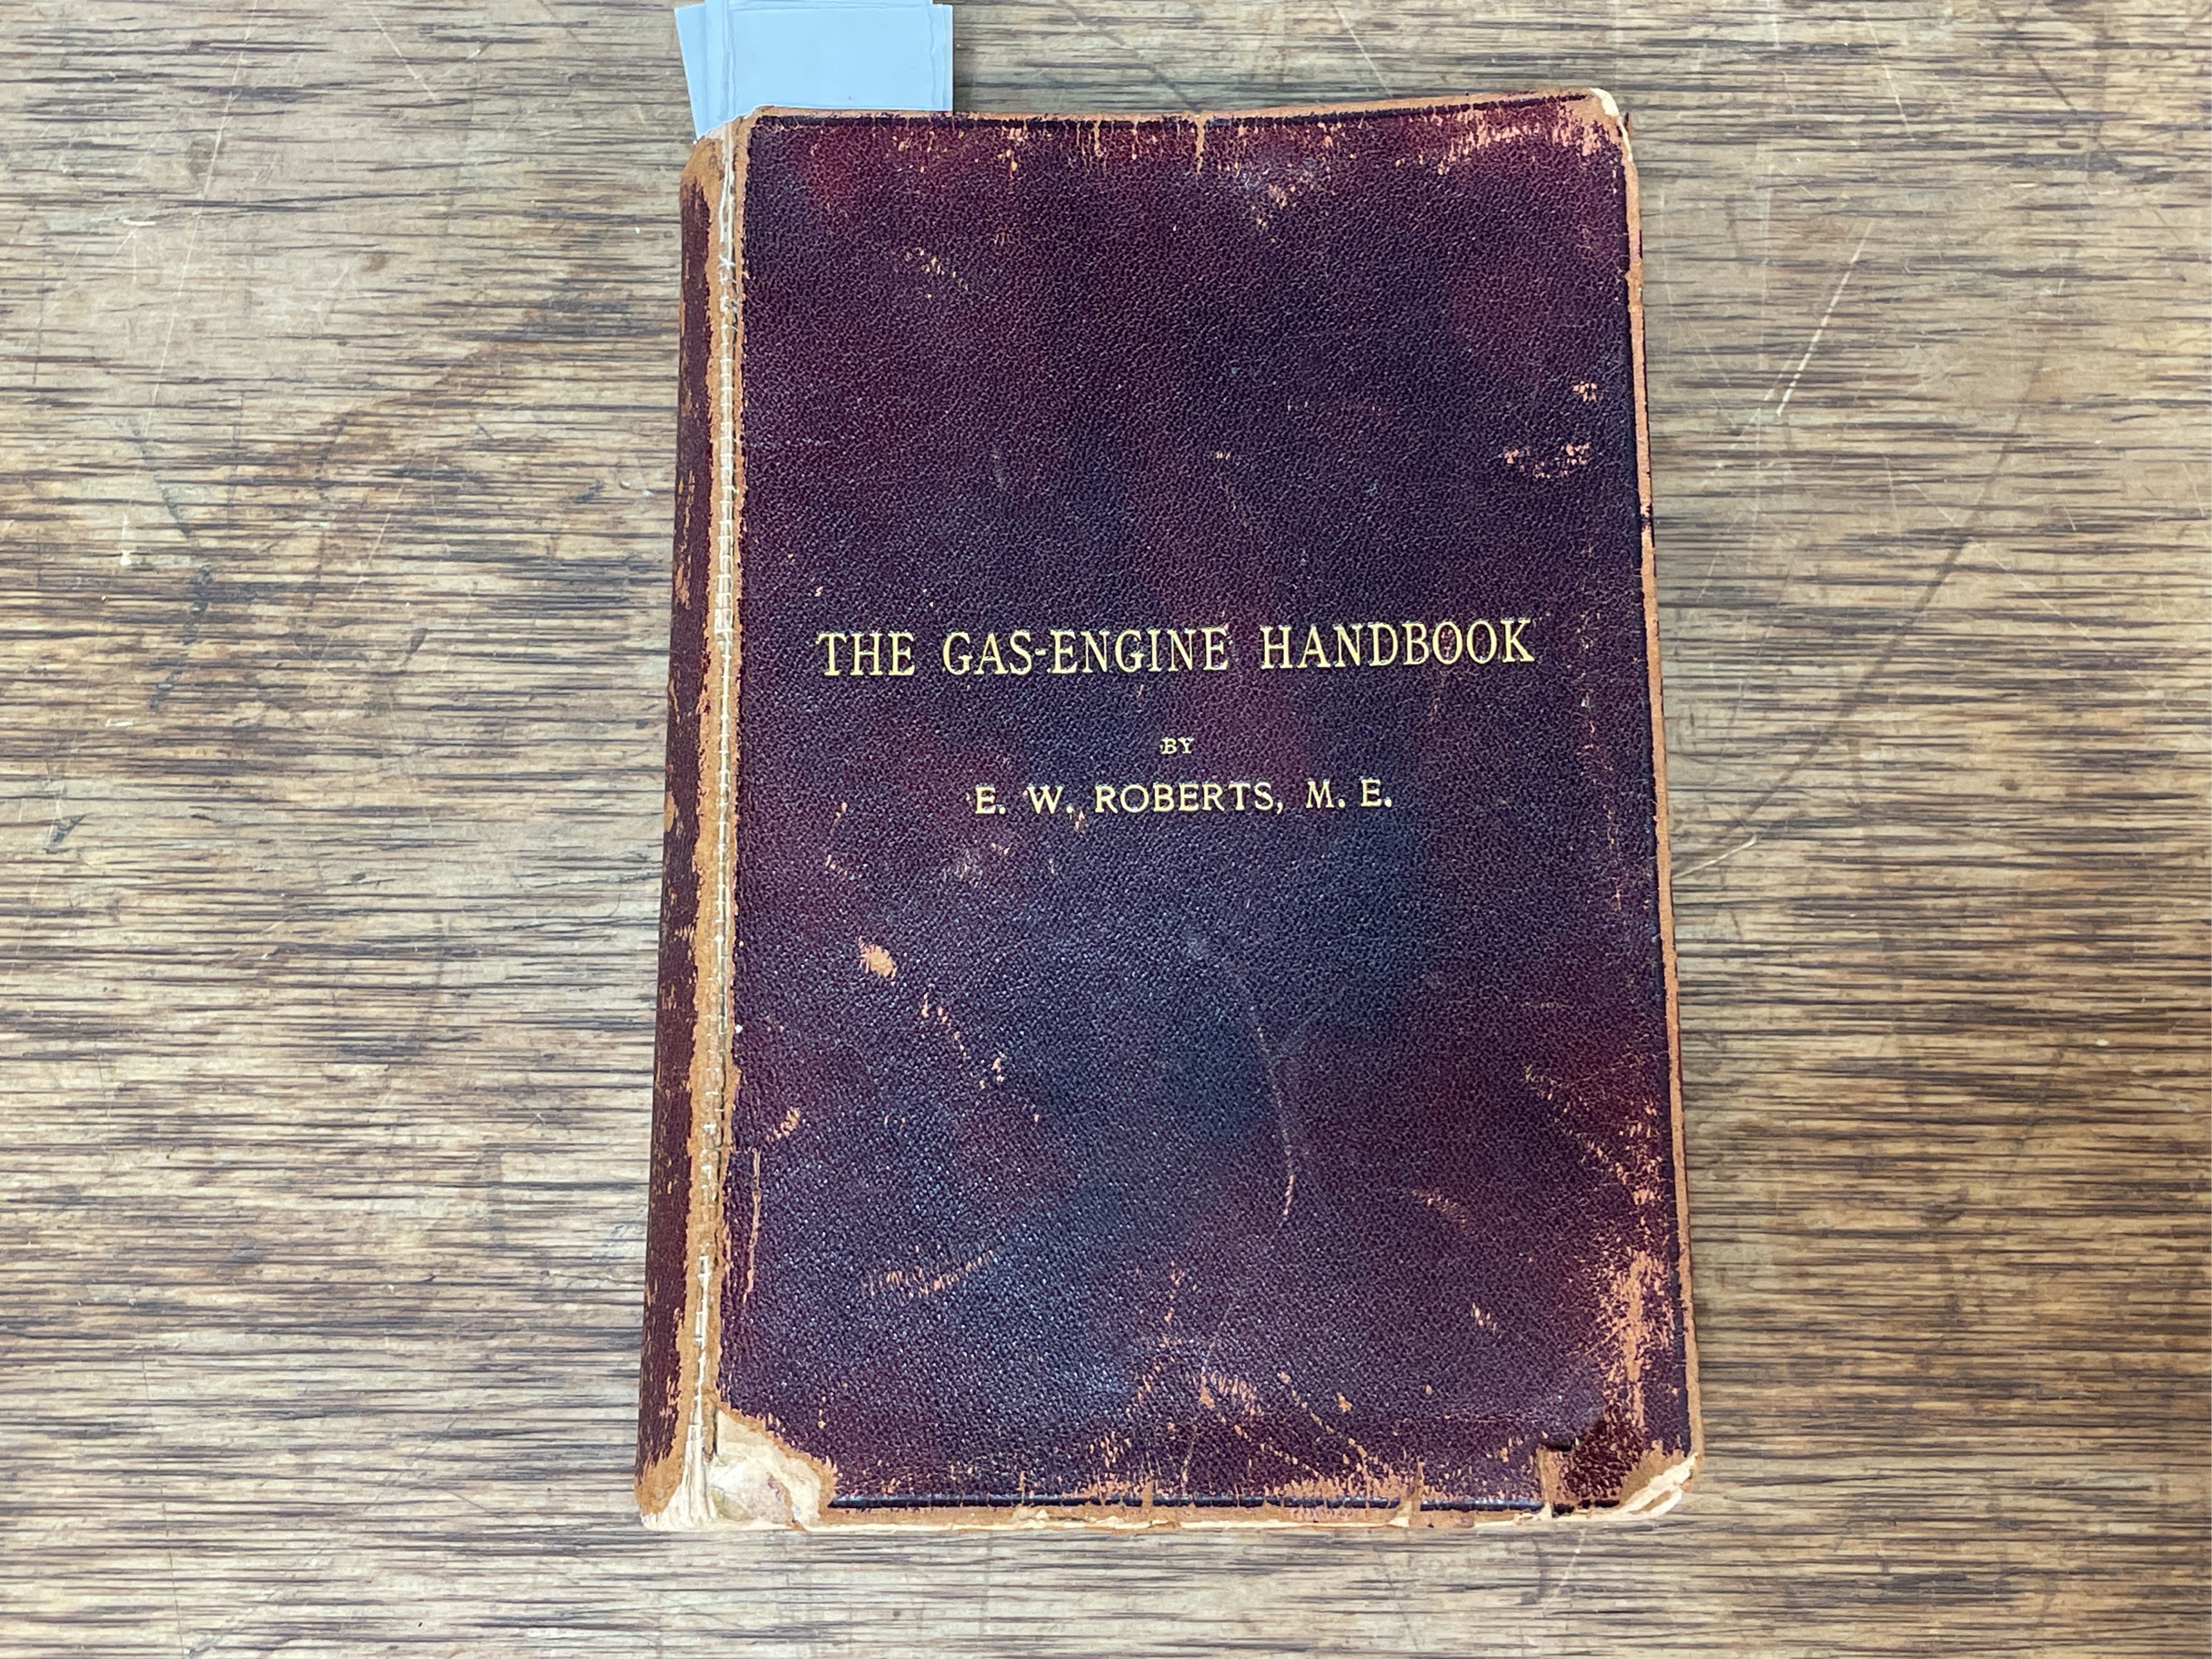 THE GAS-ENGINE HANDBOOK
BY
E. W. ROBERTS, M. E.